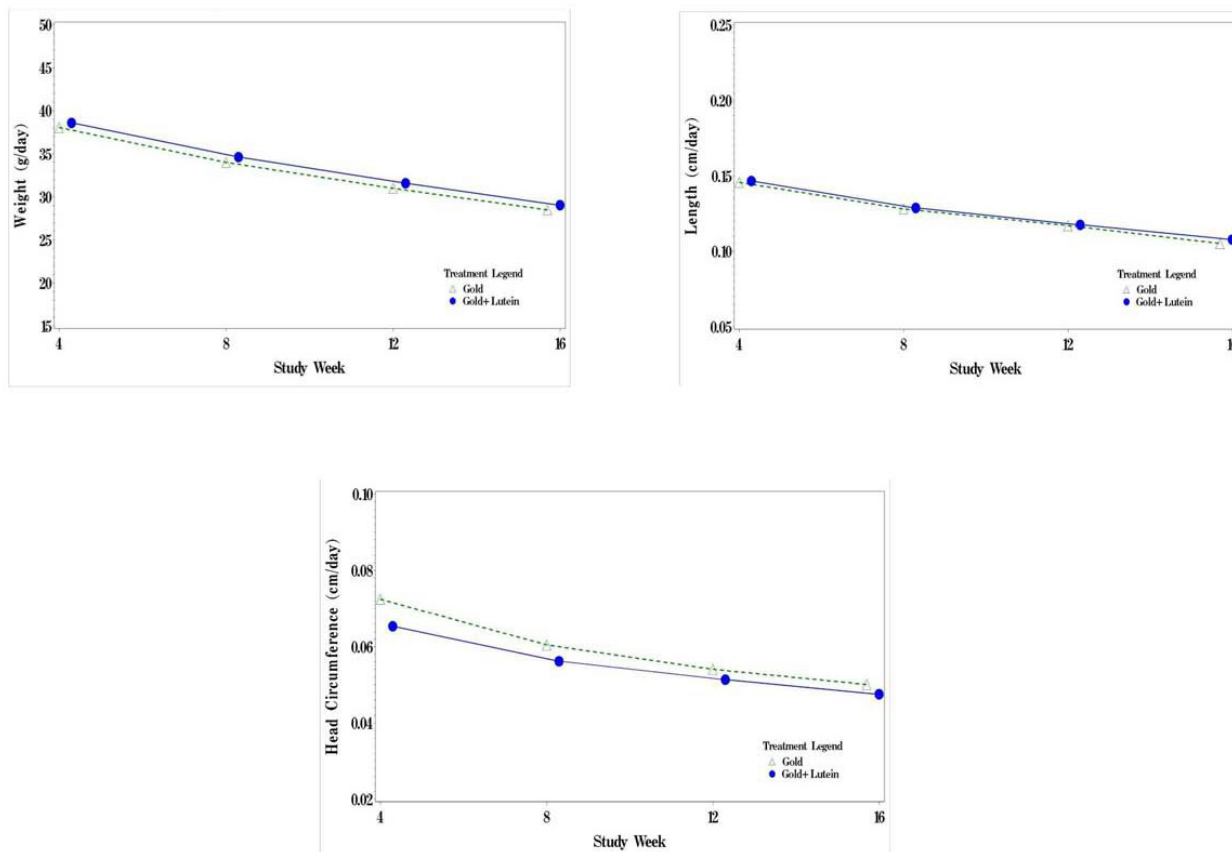 50
45
40
35
30
25
20
15
Weight (g/day)
Treatment Legend
Gold
Gold+Lutein
4 8 12 16
Study Week
0.25
0.20
0.15
0.10
0.05
Length (cm/day)
Treatment Legend
Gold
Gold+Lutein
4 8 12 1
Study Week
0.10
0.08
0.06
0.04
0.02
Head Circumference (cm/day)
Treatment Legend
Gold
Gold+Lutein
4 8 12 16
Study Week